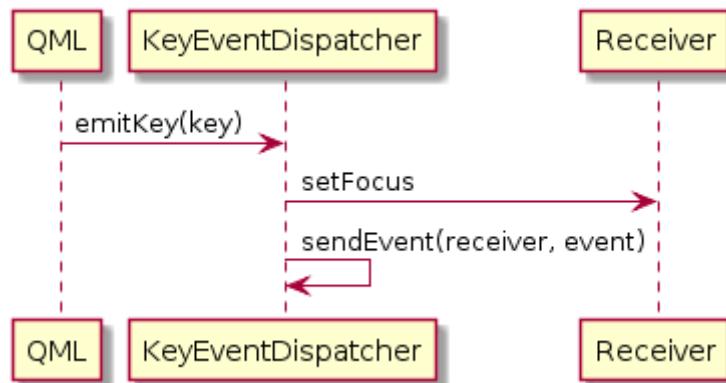 QML KeyEventDispatcher Receiver
emitKey(key)
setFocus
sendEvent(receiver, event)
QML KeyEventDispatcher Receiver